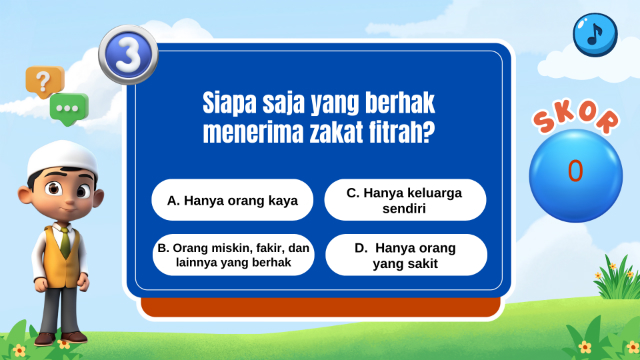 3
Siapa saja yang berhak
menerima zakat fitrah?
A. Hanya orang kaya
C. Hanya keluarga
sendiri
B. Orang miskin, fakir, dan
lainnya yang berhak
D. Hanya orang
yang sakit
?
SKOR
0